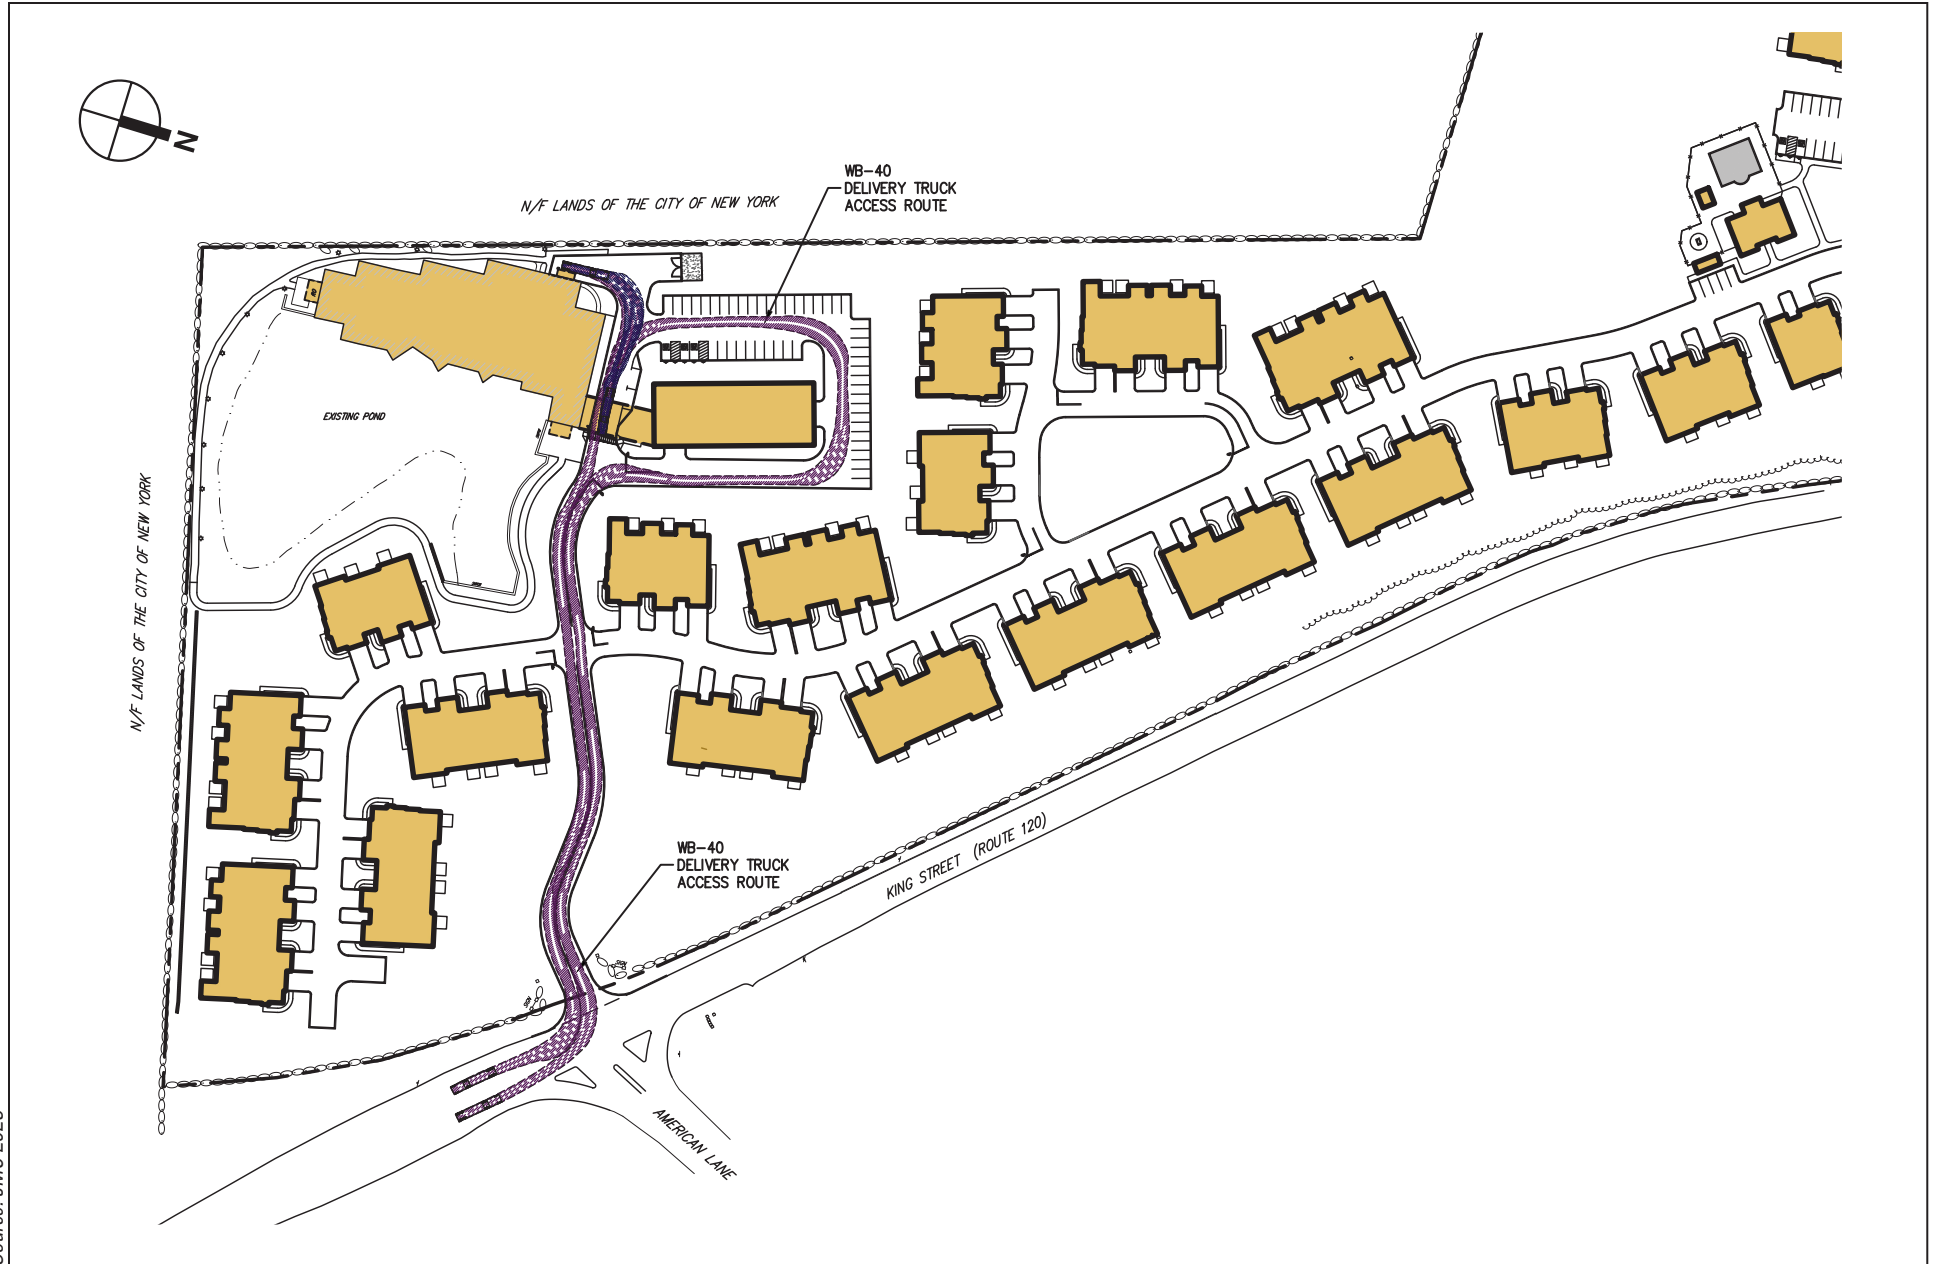 N
WB-40
DELIVERY TRUCK
ACCESS ROUTE
N/F LANDS OF THE CITY OF NEW YORK
EXISTING POND
N/F LANDS OF THE CITY OF NEW YORK
WB-40
DELIVERY TRUCK
ACCESS ROUTE
KING STREET (ROUTE 120)
SIGN
AMERICAN LANE